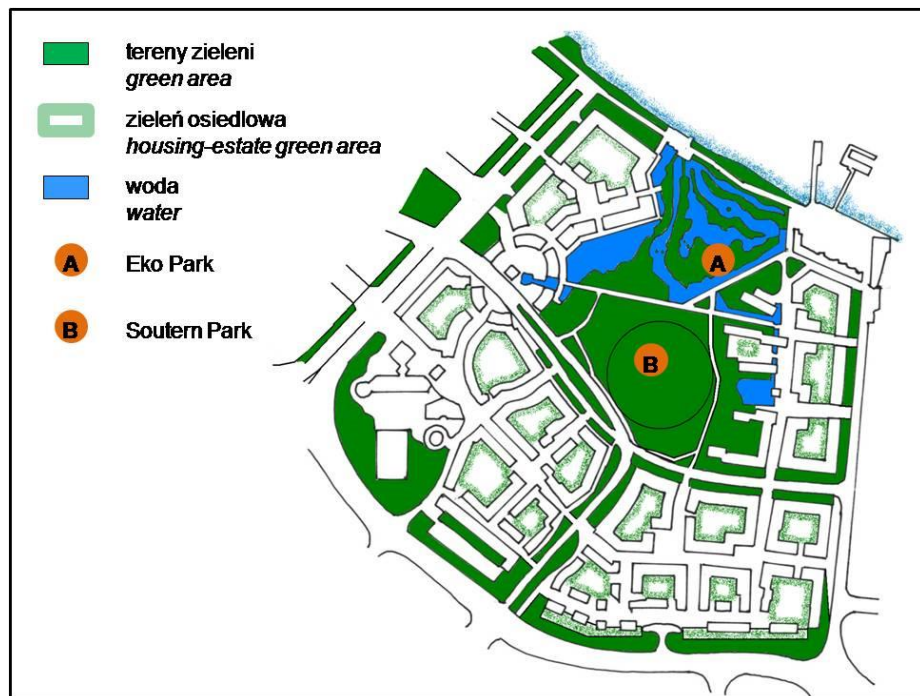 tereny zieleni
green area
zieleń osiedlowa
housing-estate green area
woda
water
A Eko Park
B Soutern Park
A
B